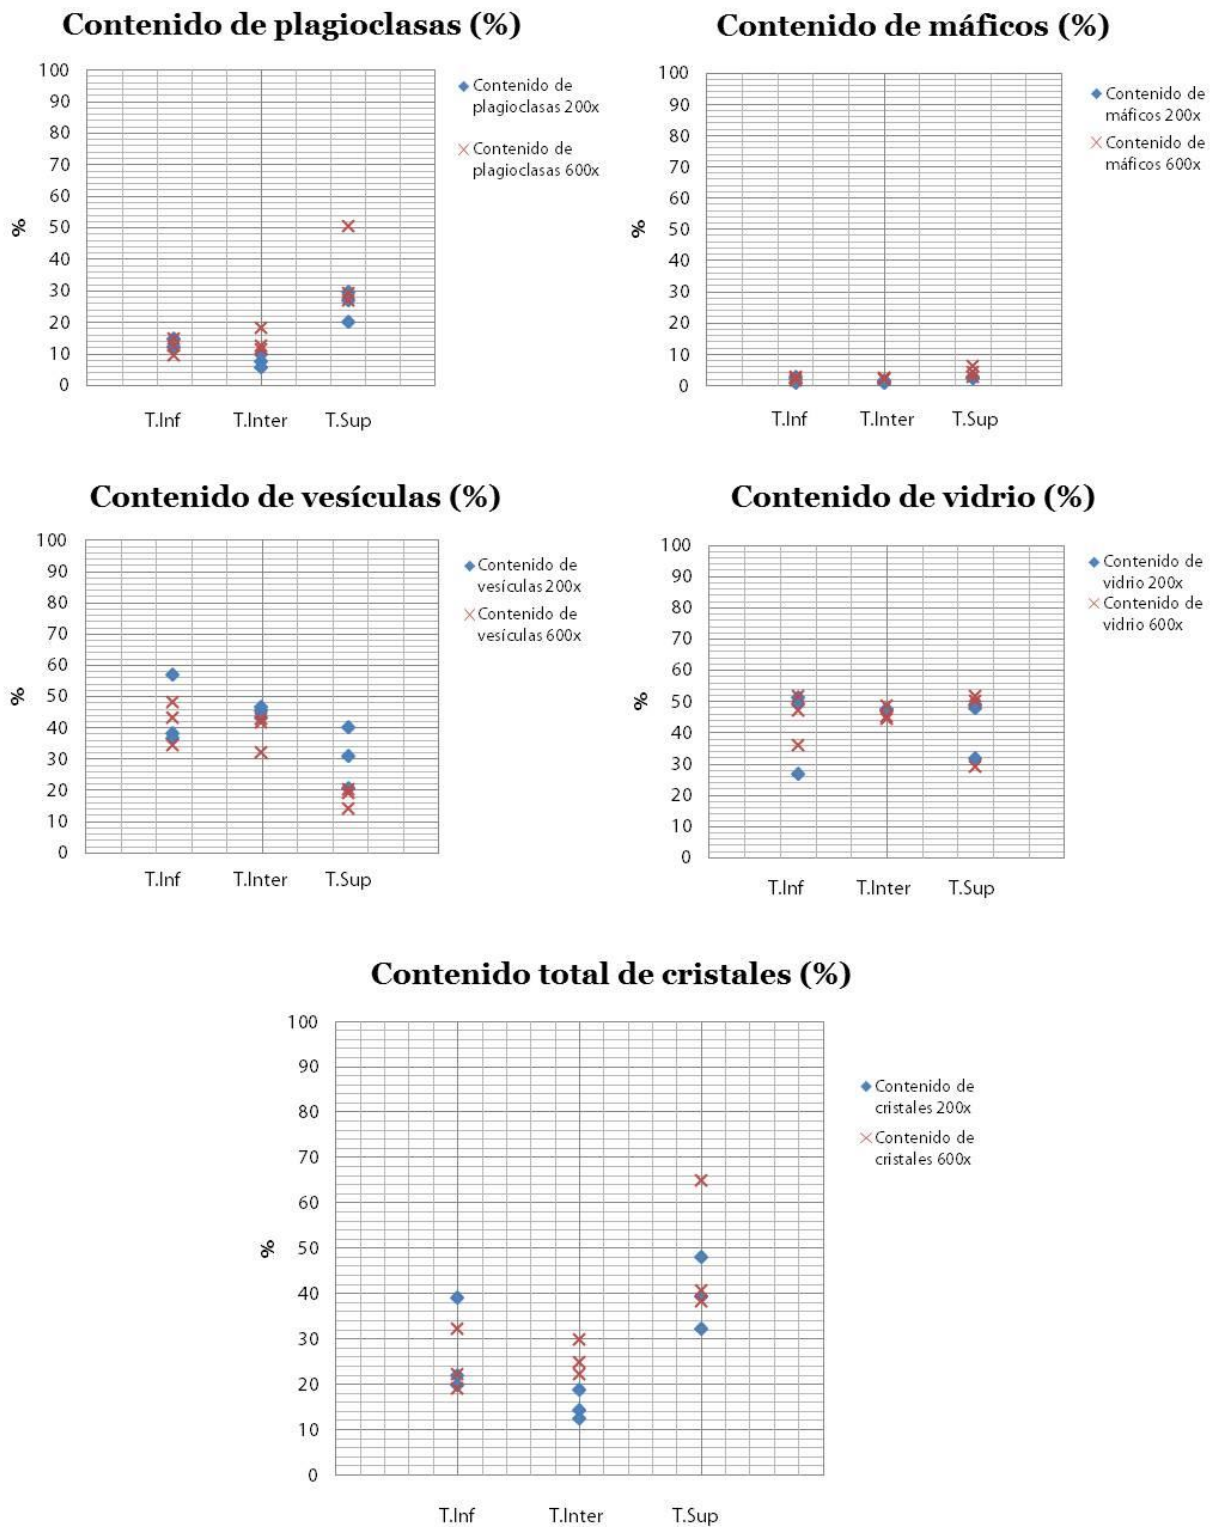 Contenido de plagioclasas (%)
100
90
80
70
60
50
40
30
20
10
0
%
T.Inf T.Inter T.Sup
Contenido de
plagioclasas 200x
Contenido de
plagioclasas 600x
Contenido de máficos (%)
100
90
80
70
60
50
40
30
20
10
0
%
T.Inf T.Inter T.Sup
Contenido de
máficos 200x
Contenido de
máficos 600x
Contenido de vesículas (%)
100
90
80
70
60
50
40
30
20
10
0
%
T.Inf T.Inter T.Sup
Contenido de
vesículas 200x
Contenido de
vesículas 600x
Contenido de vidrio (%)
100
90
80
70
60
50
40
30
20
10
0
%
T.Inf T.Inter T.Sup
Contenido de
vidrio 200x
Contenido de
vidrio 600x
Contenido total de cristales (%)
100
90
80
70
60
50
40
30
20
10
0
%
T.Inf T.Inter T.Sup
Contenido de
cristales 200x
Contenido de
cristales 600x